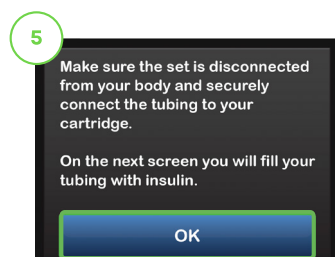 5
Make sure the set is disconnected
from your body and securely
connect the tubing to your
cartridge.
On the next screen you will fill your
tubing with insulin.
OK